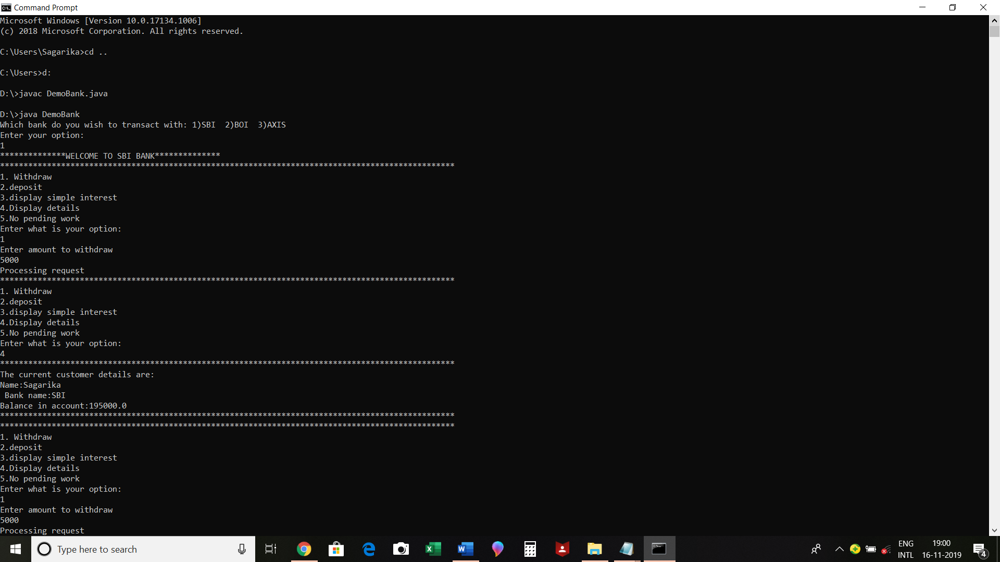 Command Prompt
Microsoft Windows [Version 10.0.17134.1006]
(c) 2018 Microsoft Corporation. All rights reserved.
C:\Users\Sagarika>cd ..
C:\Users>d:
D:\>javac DemoBank.java
D:\>java DemoBank
Which bank do you wish to transact with: 1)SBI  2)BOI  3)AXIS
Enter your option:
1
**************WELCOME TO SBI BANK**************
*************************************************************************************************
1. Withdraw
2.deposit
3.display simple interest
4.Display details
5.No pending work
Enter what is your option:
1
Enter amount to withdraw
5000
Processing request
*************************************************************************************************
1. Withdraw
2.deposit
3.display simple interest
4.Display details
5.No pending work
Enter what is your option:
4
*************************************************************************************************
The current customer details are:
Name:Sagarika
 Bank name:SBI
Balance in account:195000.0
*************************************************************************************************
*************************************************************************************************
1. Withdraw
2.deposit
3.display simple interest
4.Display details
5.No pending work
Enter what is your option:
1
Enter amount to withdraw
5000
Processing request
Type here to search
ENG
INTL
19:00
16-11-2019
4